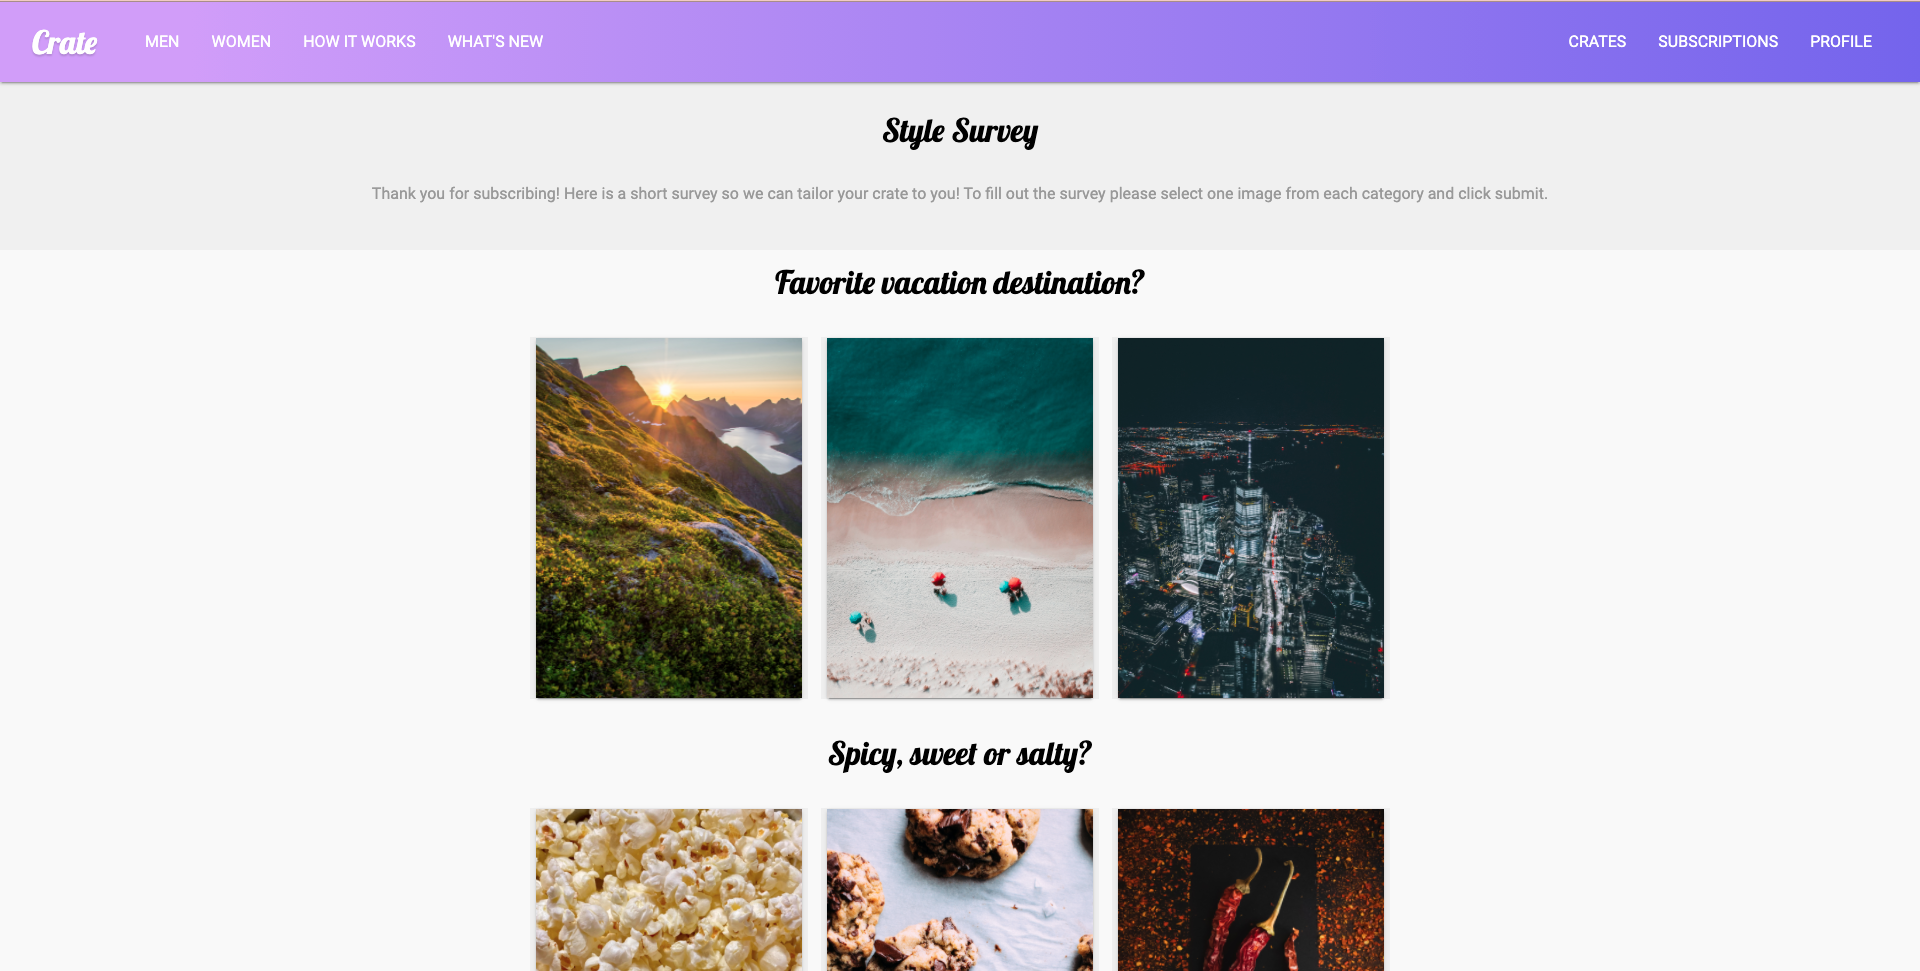 Crate MEN WOMEN HOW IT WORKS WHAT'S NEW CRATES SUBSCRIPTIONS PROFILE
Style Survey
Thank you for subscribing! Here is a short survey so we can tailor your crate to you! To fill out the survey please select one image from each category and click submit.
Favorite vacation destination?
Spicy, sweet or salty?